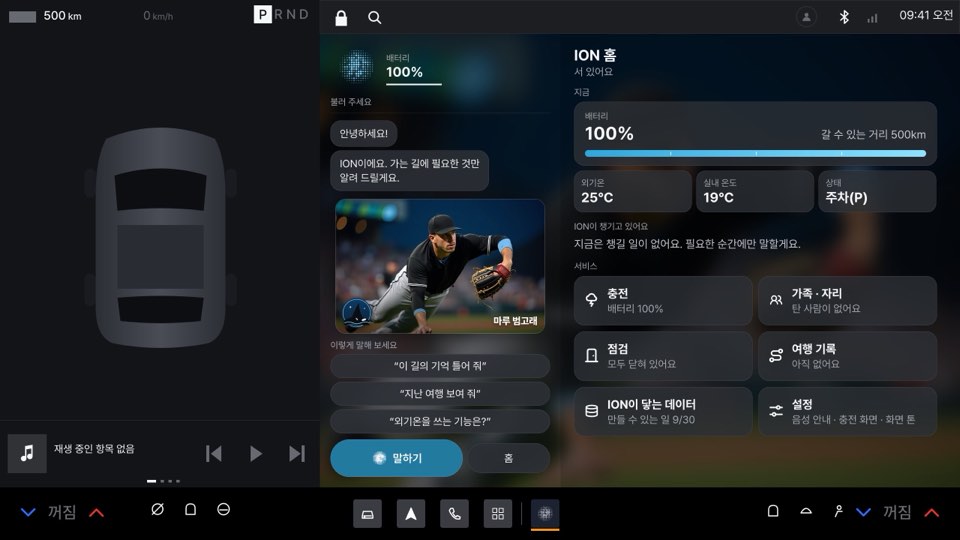 500 km
0 km/h
P R N D
09:41 오전
배터리
100%
불러 주세요
안녕하세요!
ION이에요. 가는 길에 필요한 것만
알려 드릴게요.
마루 범고래
이렇게 말해 보세요
“이 길의 기억 틀어 줘”
“지난 여행 보여 줘”
“외기온을 쓰는 기능은?”
말하기
홈
ION 홈
서 있어요
지금
배터리
100%
갈 수 있는 거리 500km
외기온
25°C
실내 온도
19°C
상태
주차(P)
ION이 챙기고 있어요
지금은 챙길 일이 없어요. 필요한 순간에만 말할게요.
서비스
충전
배터리 100%
가족 · 자리
탄 사람이 없어요
점검
모두 닫혀 있어요
여행 기록
아직 없어요
ION이 닿는 데이터
만들 수 있는 일 9/30
설정
음성 안내 · 충전 화면 · 화면 톤
재생 중인 항목 없음
꺼짐
꺼짐